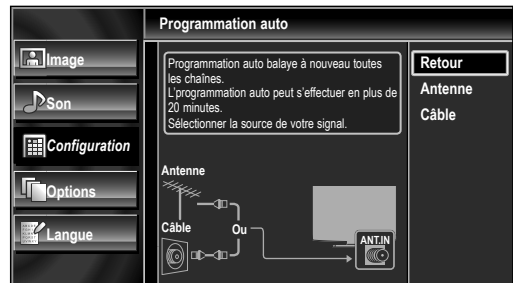 Programmation auto
Image
Son
Configuration
Options
Langue
Programmation auto balaye à nouveau toutes
les chaînes.
L'programmation auto peut s'effectuer en plus de
20 minutes.
Sélectionner la source de votre signal.
Antenne
Câble
Ou
ANT.IN
Retour
Antenne
Câble